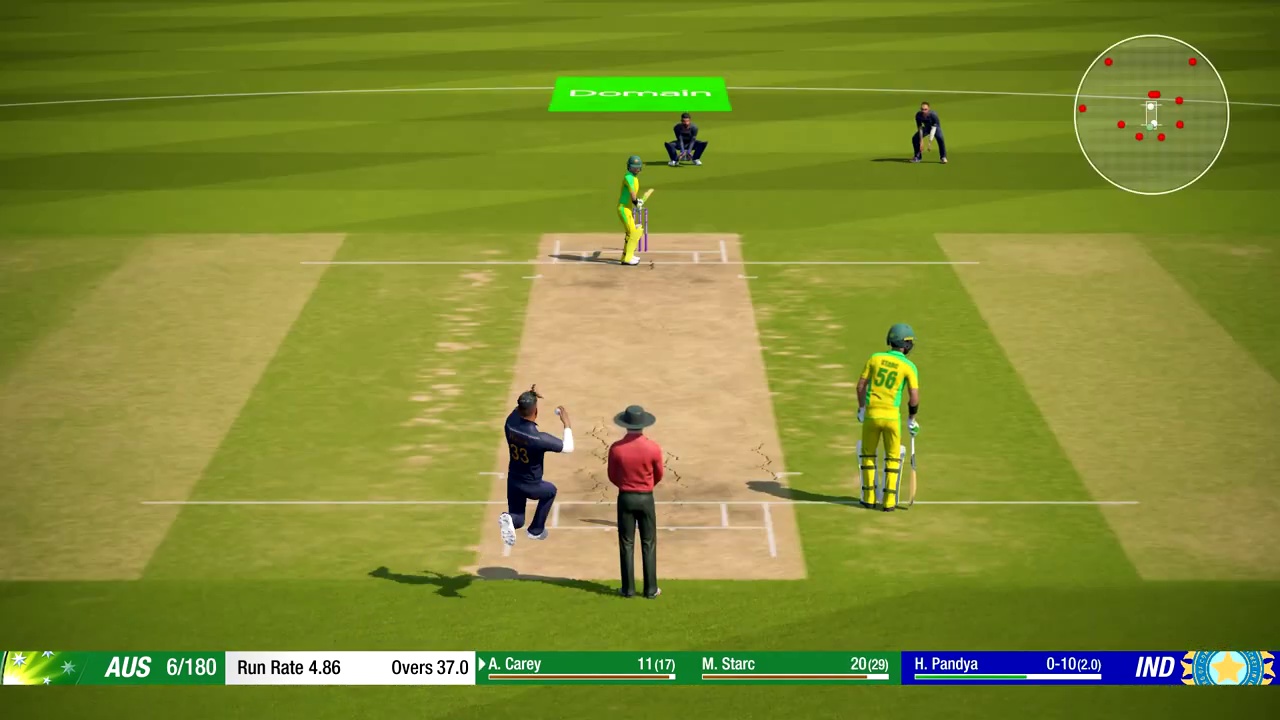 Domain
56
33
AUS 6/180 Run Rate 4.86 Overs 37.0 A. Carey 11(17) M. Starc 20(29) H. Pandya 0-10(2.0) IND